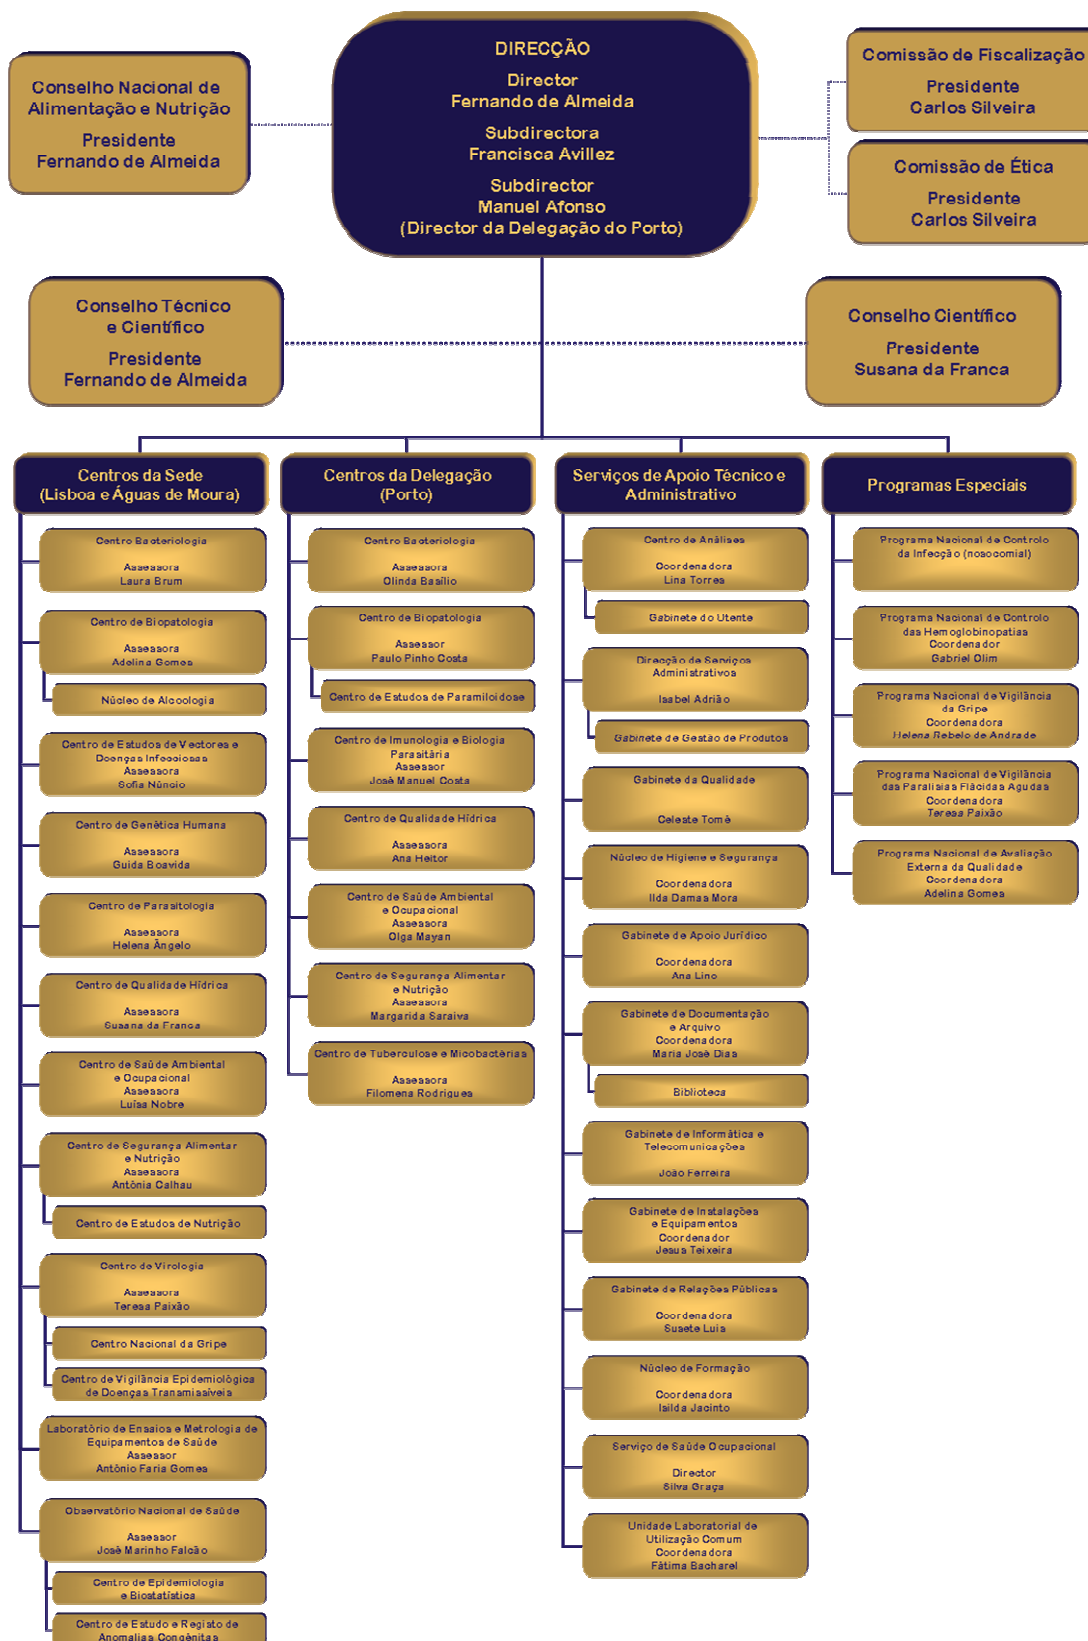 DIRECÇÃO
Director
Fernando de Almeida
Subdirectora
Francisca Avillez
Subdirector
Manuel Afonso
(Director da Delegação do Porto)
Conselho Nacional de
Alimentação e Nutrição
Presidente
Fernando de Almeida
Comissão de Fiscalização
Presidente
Carlos Silveira
Comissão de Ética
Presidente
Carlos Silveira
Conselho Técnico
e Científico
Presidente
Fernando de Almeida
Conselho Científico
Presidente
Susana da Franca
Centros da Sede
(Lisboa e Águas de Moura)
Centro Bacteriologia
Assessora
Laura Brum
Centro de Biopatologia
Assessora
Adelina Gomes
Núcleo de Alcoologia
Centro de Estudos de Vectores e
Doenças Infecciosas
Assessora
Sofia Núncio
Centro de Genética Humana
Assessora
Guida Boavida
Centro de Parasitologia
Assessora
Helena Ângelo
Centro de Qualidade Hídrica
Assessora
Susana da Franca
Centro de Saúde Ambiental
e Ocupacional
Assessora
Luísa Nobre
Centro de Segurança Alimentar
e Nutrição
Assessora
Antónia Calhau
Centro de Estudos de Nutrição
Centro de Virologia
Assessora
Teresa Paixão
Centro Nacional da Gripe
Centro de Vigilância Epidemiológica
de Doenças Transmissíveis
Laboratório de Ensaios e Metrologia de
Equipamentos de Saúde
Assessor
António Faria Gomes
Observatório Nacional de Saúde
Assessor
José Marinho Falcão
Centro de Epidemiologia
e Biostatística
Centro de Estudo e Registo de
Anomalias Congénitas
Centros da Delegação
(Porto)
Centro Bacteriologia
Assessora
Olinda Basílio
Centro de Biopatologia
Assessor
Paulo Pinho Costa
Centro de Estudos de Paramiloidose
Centro de Imunologia e Biologia
Parasitária
Assessor
José Manuel Costa
Centro de Qualidade Hídrica
Assessora
Ana Heitor
Centro de Saúde Ambiental
e Ocupacional
Assessora
Olga Mayan
Centro de Segurança Alimentar
e Nutrição
Assessora
Margarida Saraiva
Centro de Tuberculose e Micobactérias
Assessora
Filomena Rodrigues
Serviços de Apoio Técnico e
Administrativo
Centro de Análises
Coordenadora
Lina Torres
Gabinete do Utente
Direcção de Serviços
Administrativos
Isabel Adrião
Gabinete de Gestão de Produtos
Gabinete da Qualidade
Celeste Tomé
Núcleo de Higiene e Segurança
Coordenadora
Ilda Damas Mora
Gabinete de Apoio Jurídico
Coordenadora
Ana Lino
Gabinete de Documentação
e Arquivo
Coordenadora
Maria José Dias
Biblioteca
Gabinete de Informática e
Telecomunicações
João Ferreira
Gabinete de Instalações
e Equipamentos
Coordenador
Jesus Teixeira
Gabinete de Relações Públicas
Coordenadora
Susete Luis
Núcleo de Formação
Coordenadora
Isilda Jacinto
Serviço de Saúde Ocupacional
Director
Silva Graça
Unidade Laboratorial de
Utilização Comum
Coordenadora
Fátima Bacharel
Programas Especiais
Programa Nacional de Controlo
da Infecção (nosocomial)
Programa Nacional de Controlo
das Hemoglobinopatias
Coordenador
Gabriel Olim
Programa Nacional de Vigilância
da Gripe
Coordenadora
Helena Rebelo de Andrade
Programa Nacional de Vigilância
das Paralisias Flácidas Agudas
Coordenadora
Teresa Paixão
Programa Nacional de Avaliação
Externa da Qualidade
Coordenadora
Adelina Gomes